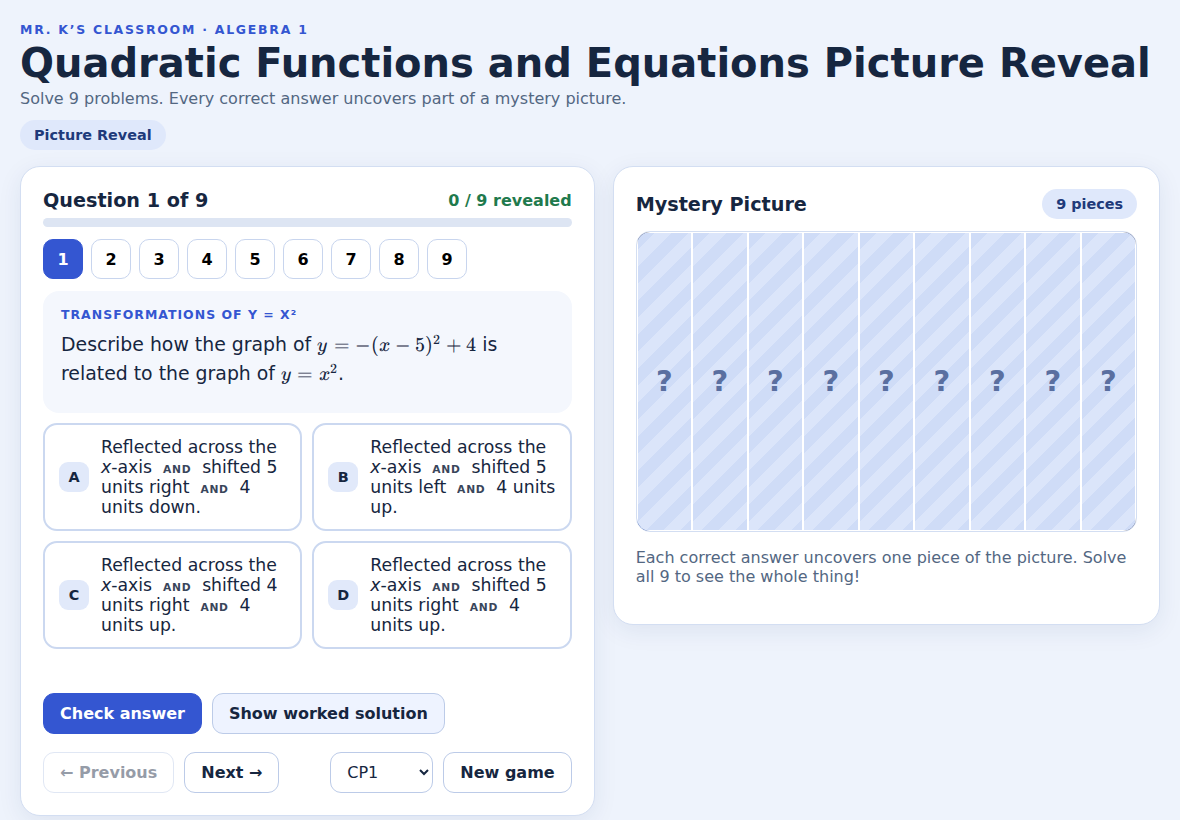 MR. K’S CLASSROOM · ALGEBRA 1
Quadratic Functions and Equations Picture Reveal
Solve 9 problems. Every correct answer uncovers part of a mystery picture.
Picture Reveal
Question 1 of 9
0 / 9 revealed
1 2 3 4 5 6 7 8 9
TRANSFORMATIONS OF Y = X²
Describe how the graph of y = −(x − 5)² + 4 is
related to the graph of y = x².
A
Reflected across the
x-axis AND shifted 5
units right AND 4
units down.
B
Reflected across the
x-axis AND shifted 5
units left AND 4 units
up.
C
Reflected across the
x-axis AND shifted 4
units right AND 4
units up.
D
Reflected across the
x-axis AND shifted 5
units right AND 4
units up.
Check answer
Show worked solution
← Previous
Next →
CP1
New game
Mystery Picture
9 pieces
? ? ? ? ? ? ? ? ?
Each correct answer uncovers one piece of the picture. Solve
all 9 to see the whole thing!